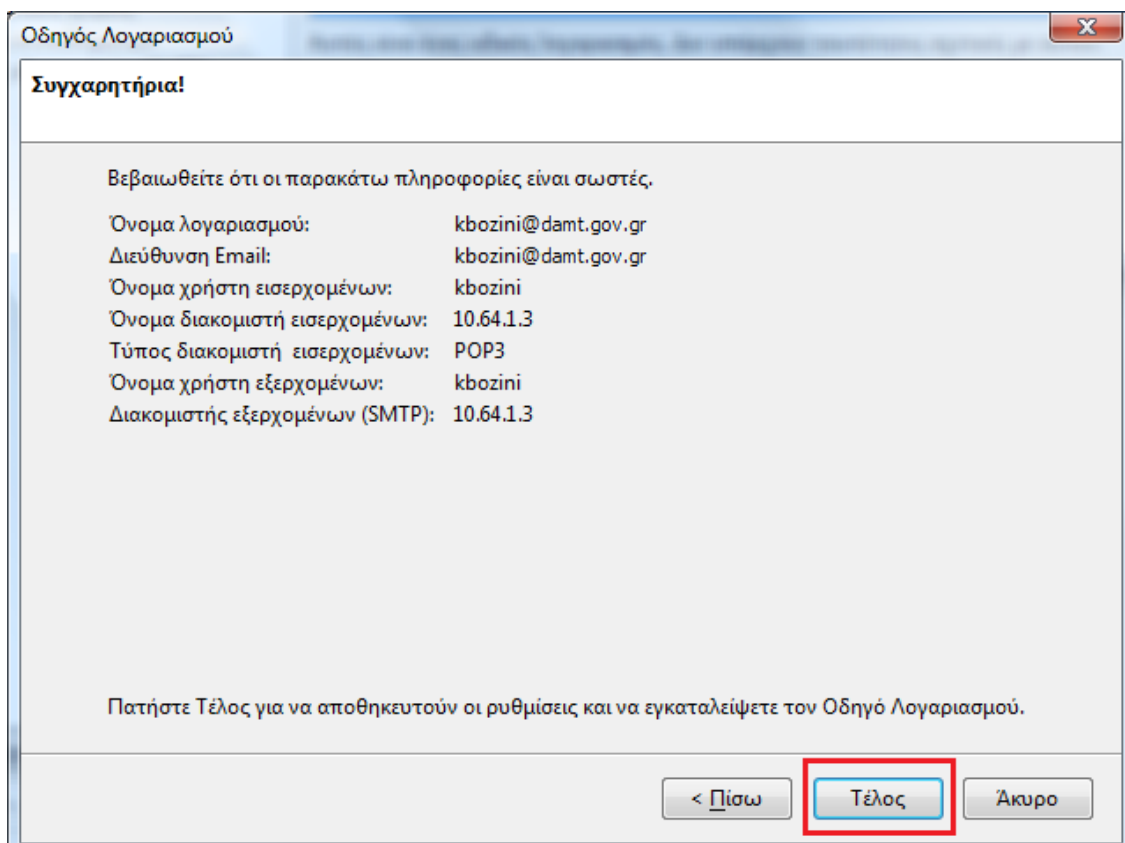 Οδηγός Λογαριασμού
Συγχαρητήρια!
Βεβαιωθείτε ότι οι παρακάτω πληροφορίες είναι σωστές.
Όνομα λογαριασμού: kbozini@damt.gov.gr
Διεύθυνση Email: kbozini@damt.gov.gr
Όνομα χρήστη εισερχομένων: kbozini
Όνομα διακομιστή εισερχομένων: 10.64.1.3
Τύπος διακομιστή εισερχομένων: POP3
Όνομα χρήστη εξερχομένων: kbozini
Διακομιστής εξερχομένων (SMTP): 10.64.1.3
Πατήστε Τέλος για να αποθηκευτούν οι ρυθμίσεις και να εγκαταλείψετε τον Οδηγό Λογαριασμού.
< Πίσω Τέλος Άκυρο